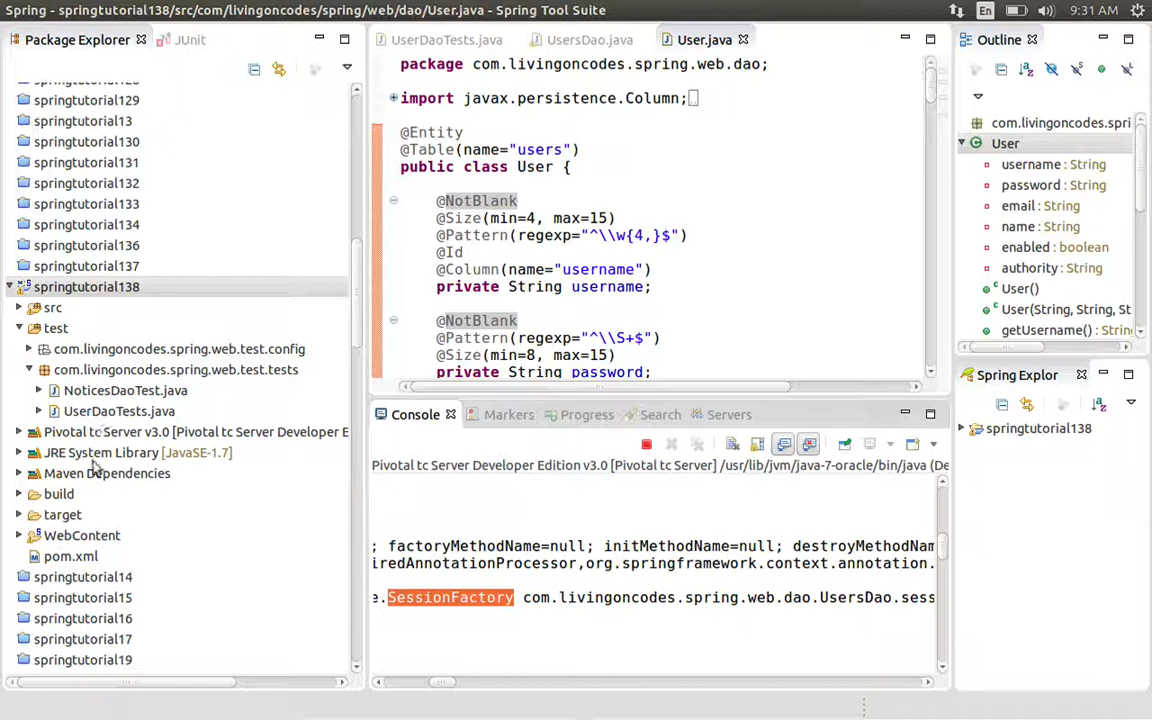 Spring - springtutorial138/src/com/livingoncodes/spring/web/dao/User.java - Spring Tool Suite
En
9:31 AM
Package Explorer
JUnit
springtutorial128
springtutorial129
springtutorial13
springtutorial130
springtutorial131
springtutorial132
springtutorial133
springtutorial134
springtutorial136
springtutorial137
springtutorial138
src
test
com.livingoncodes.spring.web.test.config
com.livingoncodes.spring.web.test.tests
NoticesDaoTest.java
UserDaoTests.java
Pivotal tc Server v3.0 [Pivotal tc Server Developer E
JRE System Library [JavaSE-1.7]
Maven Dependencies
build
target
WebContent
pom.xml
springtutorial14
springtutorial15
springtutorial16
springtutorial17
springtutorial19
UserDaoTests.java
UsersDao.java
User.java
package com.livingoncodes.spring.web.dao;
import javax.persistence.Column;
@Entity
@Table(name="users")
public class User {
@NotBlank
@Size(min=4, max=15)
@Pattern(regexp="^\\w{4,}$")
@Id
@Column(name="username")
private String username;
@NotBlank
@Pattern(regexp="^\\S+$")
@Size(min=8, max=15)
private String password;
Console
Markers
Progress
Search
Servers
Pivotal tc Server Developer Edition v3.0 [Pivotal tc Server] /usr/lib/jvm/java-7-oracle/bin/java (De
; factoryMethodName=null; initMethodName=null; destroyMethodName
iredAnnotationProcessor,org.springframework.context.annotation.
e.SessionFactory com.livingoncodes.spring.web.dao.UsersDao.sess
Outline
com.livingoncodes.spri
User
username : String
password : String
email : String
name : String
enabled : boolean
authority : String
User()
User(String, String, St
getUsername() : String
Spring Explor
springtutorial138